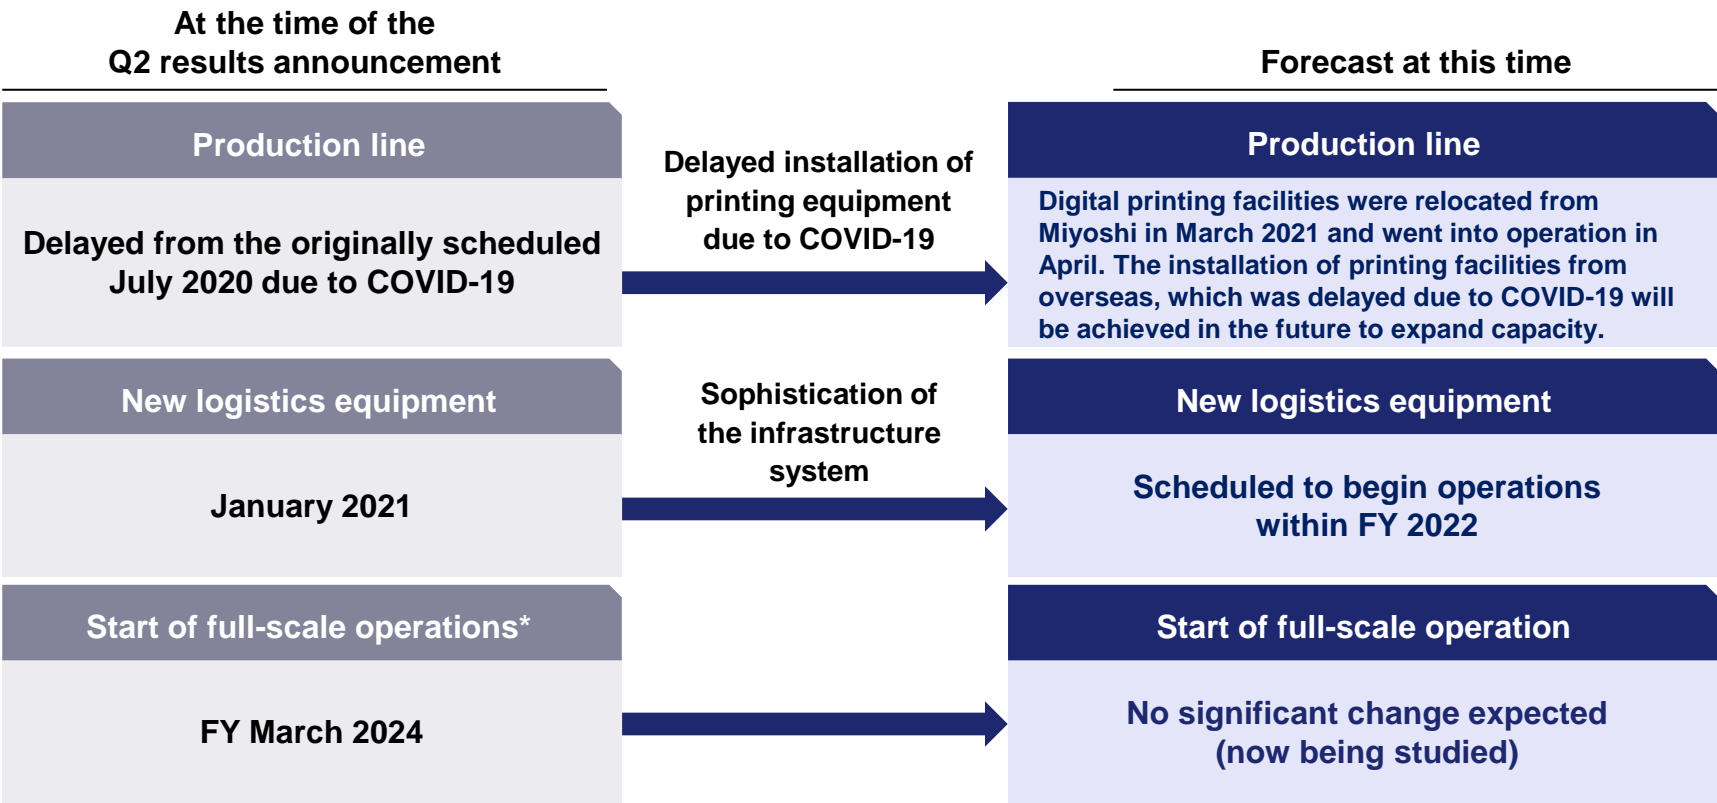 At the time of the
Q2 results announcement
Forecast at this time
Production line
Delayed from the originally scheduled
July 2020 due to COVID-19
Delayed installation of
printing equipment
due to COVID-19
Production line
Digital printing facilities were relocated from
Miyoshi in March 2021 and went into operation in
April. The installation of printing facilities from
overseas, which was delayed due to COVID-19 will
be achieved in the future to expand capacity.
New logistics equipment
January 2021
Sophistication of
the infrastructure
system
New logistics equipment
Scheduled to begin operations
within FY 2022
Start of full-scale operations*
FY March 2024
Start of full-scale operation
No significant change expected
(now being studied)